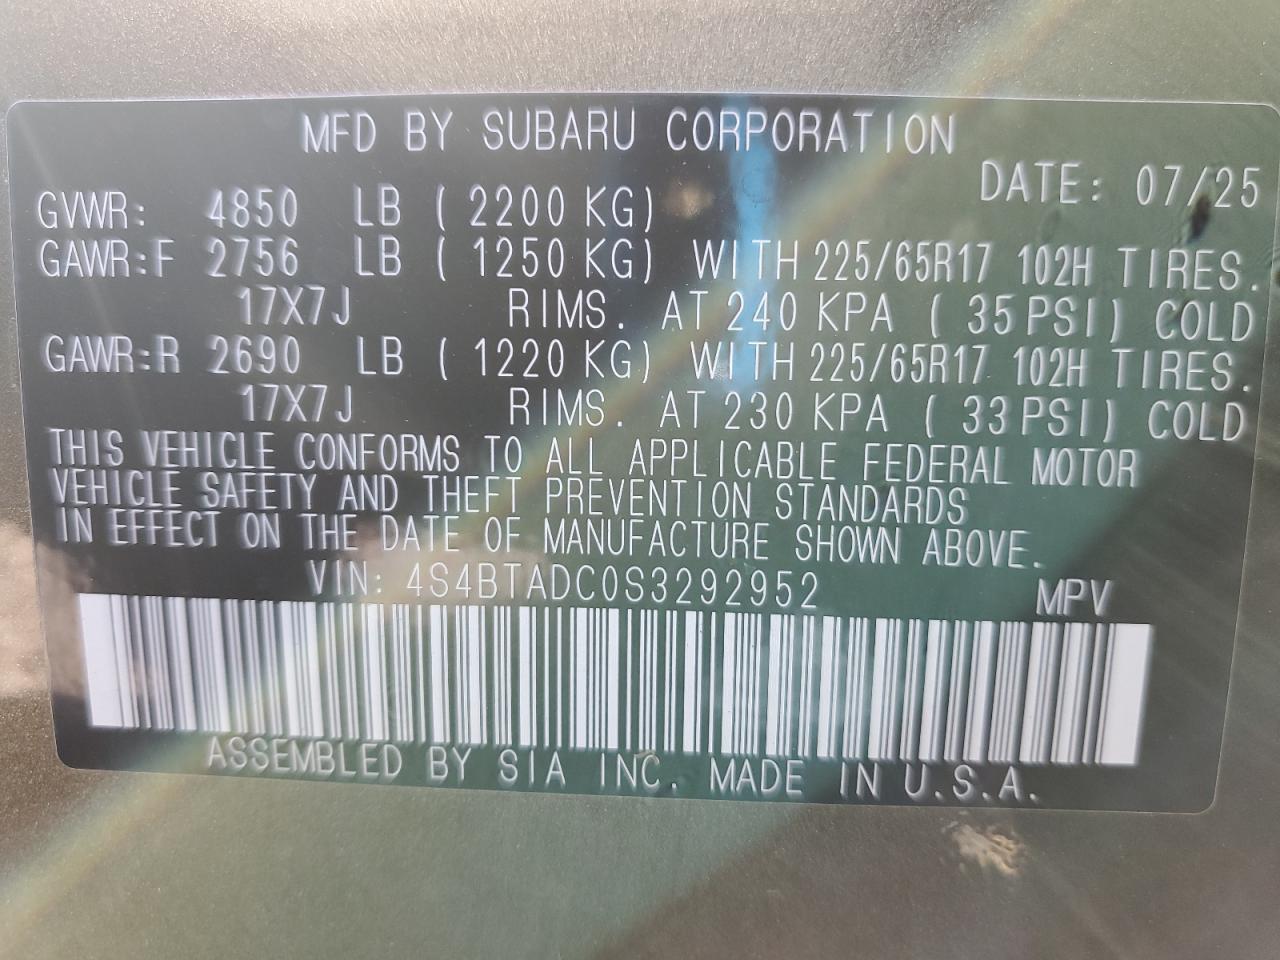 MFD BY SUBARU CORPORATION
DATE: 07/25
GVWR: 4850 LB ( 2200 KG)
GAWR:F 2756 LB ( 1250 KG) WITH 225/65R17 102H TIRES.
17X7J RIMS. AT 240 KPA ( 35 PSI) COLD
GAWR:R 2690 LB ( 1220 KG) WITH 225/65R17 102H TIRES.
17X7J RIMS. AT 230 KPA ( 33 PSI) COLD
THIS VEHICLE CONFORMS TO ALL APPLICABLE FEDERAL MOTOR
VEHICLE SAFETY AND THEFT PREVENTION STANDARDS
IN EFFECT ON THE DATE OF MANUFACTURE SHOWN ABOVE.
VIN: 4S4BTADC0S3292952 MPV
ASSEMBLED BY SIA INC. MADE IN U.S.A.